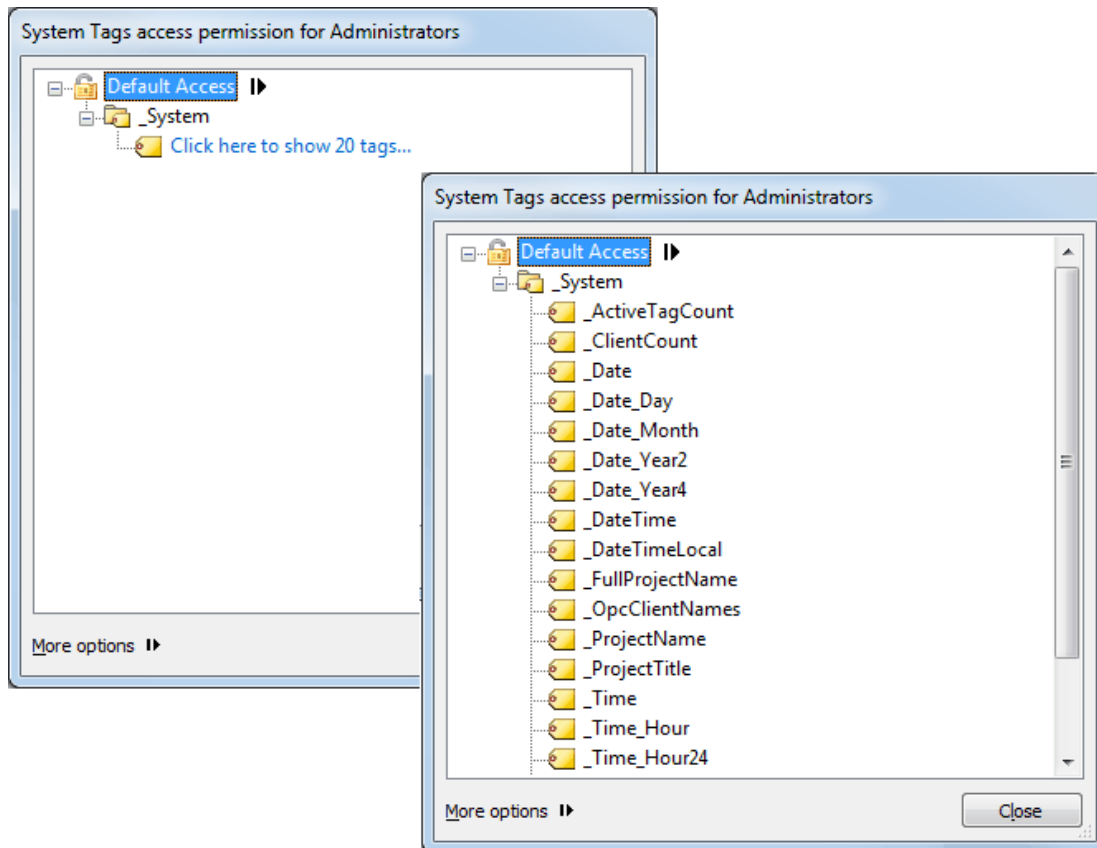 System Tags access permission for Administrators
Default Access
_System
Click here to show 20 tags...
More options
System Tags access permission for Administrators
Default Access
_System
_ActiveTagCount
_ClientCount
_Date
_Date_Day
_Date_Month
_Date_Year2
_Date_Year4
_DateTime
_DateTimeLocal
_FullProjectName
_OpcClientNames
_ProjectName
_ProjectTitle
_Time
_Time_Hour
_Time_Hour24
More options
Close